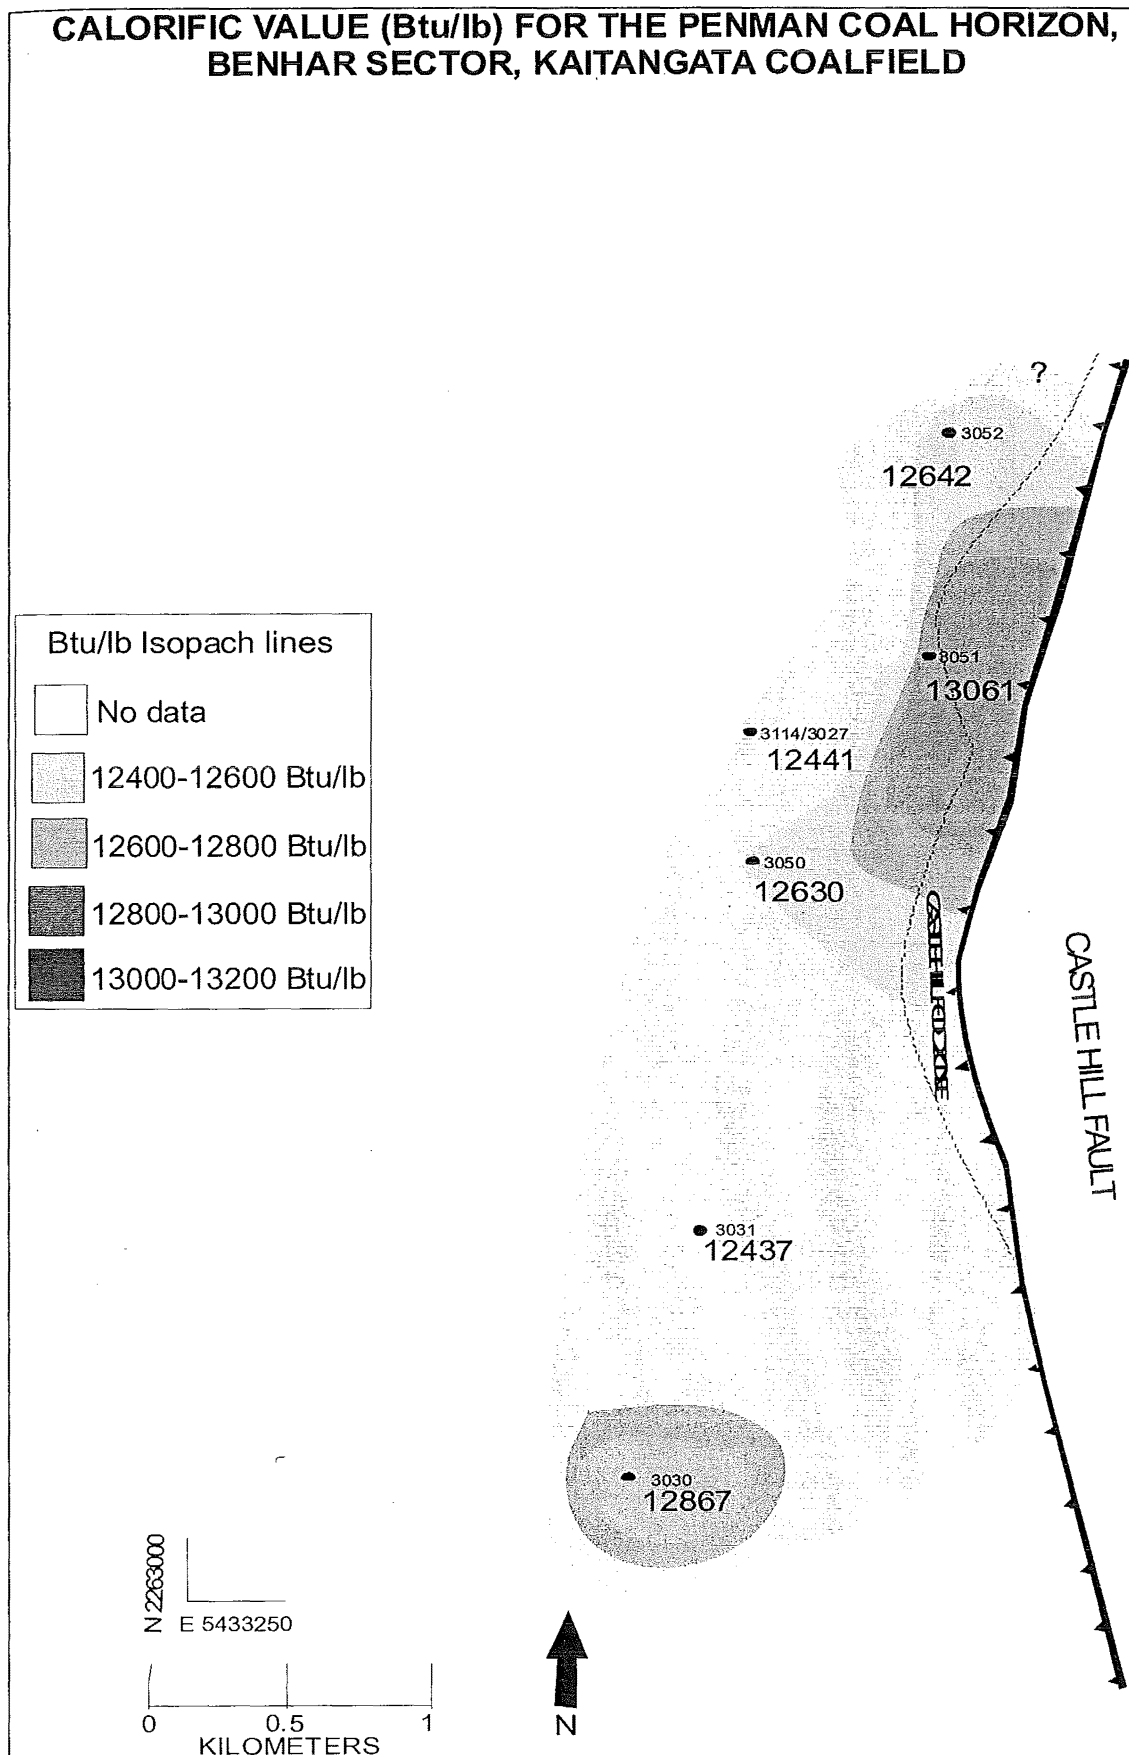 CALORIFIC VALUE (Btu/lb) FOR THE PENMAN COAL HORIZON,
BENHAR SECTOR, KAITANGATA COALFIELD
?
3052
12642
Btu/lb Isopach lines
No data
12400-12600 Btu/lb
12600-12800 Btu/lb
12800-13000 Btu/lb
13000-13200 Btu/lb
3051
13061
3114/3027
12441
3050
12630
CASTLE HILL FAULT
3031
12437
3030
12867
N 2263000
E 5433250
0 0.5 1
KILOMETERS
N